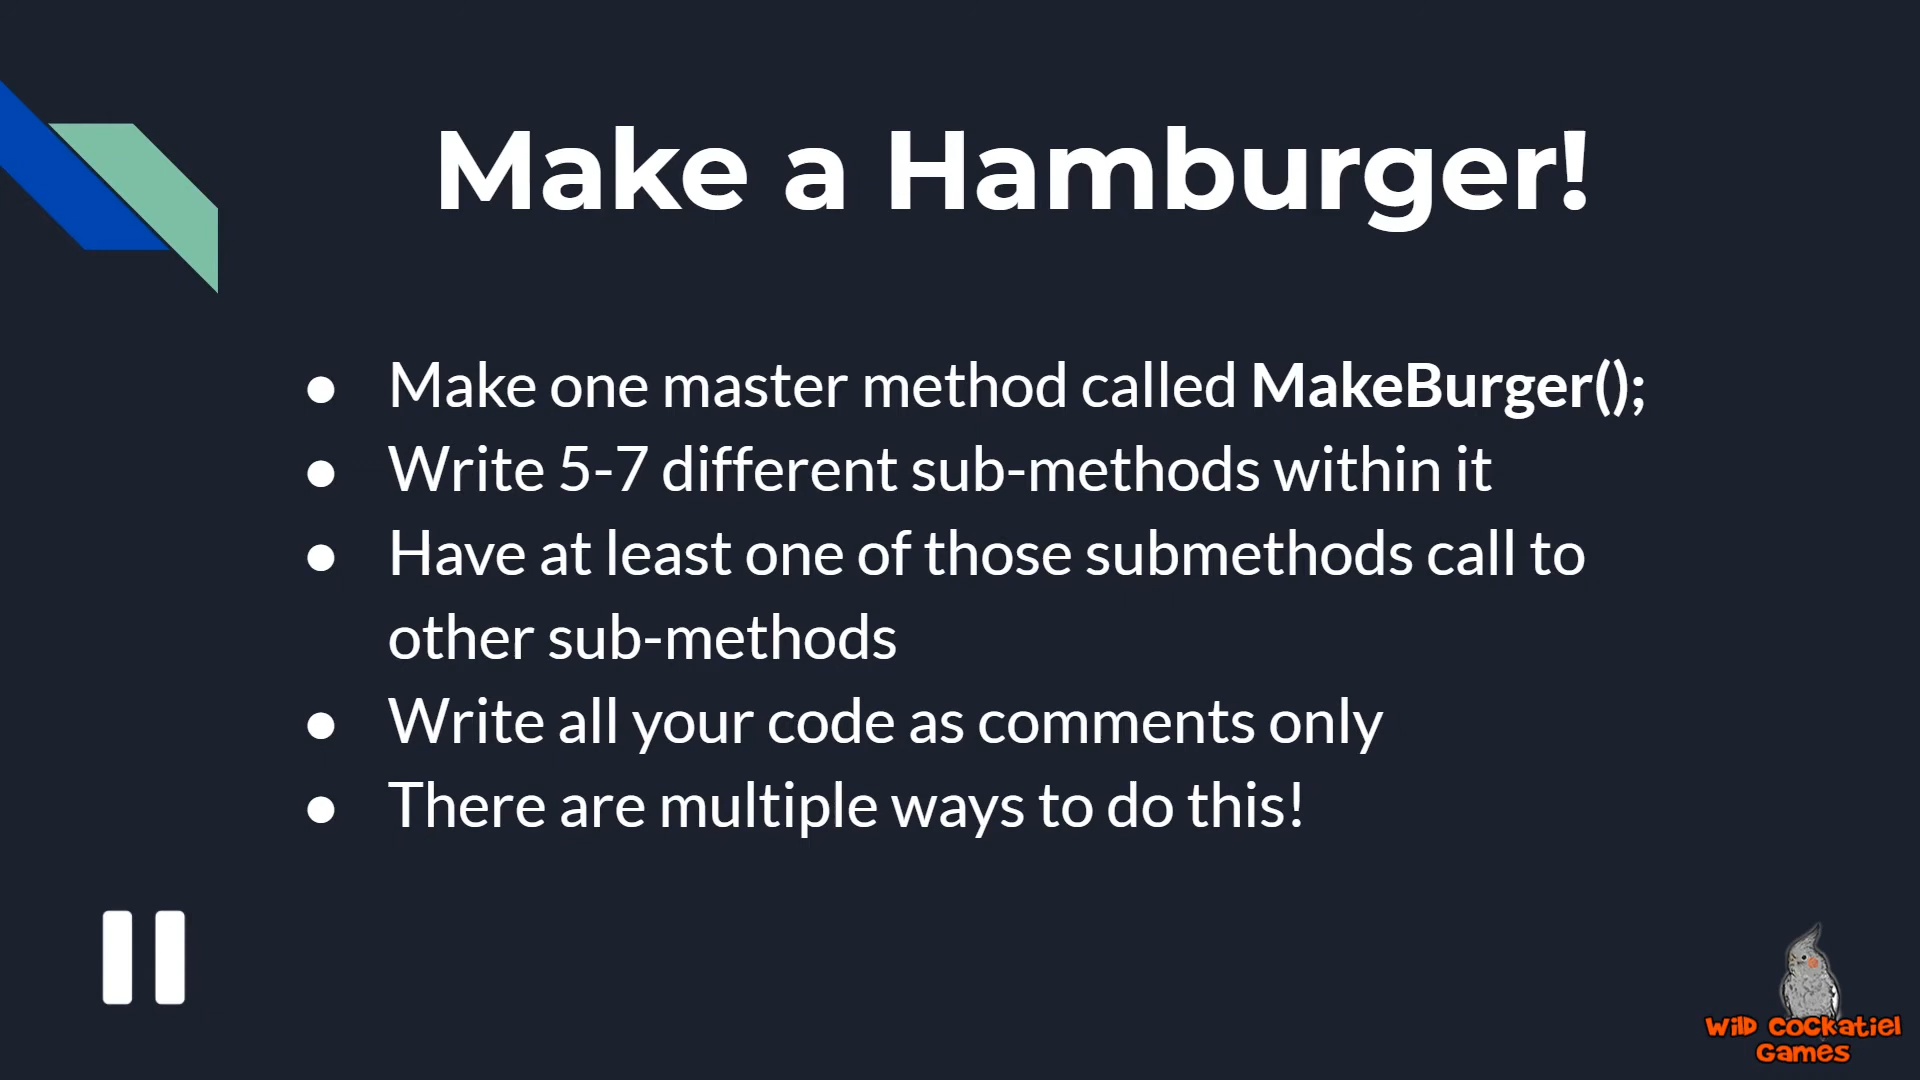 Make a Hamburger!
● Make one master method called MakeBurger();
● Write 5-7 different sub-methods within it
● Have at least one of those submethods call to
other sub-methods
● Write all your code as comments only
● There are multiple ways to do this!
Wild Cockatiel
Games